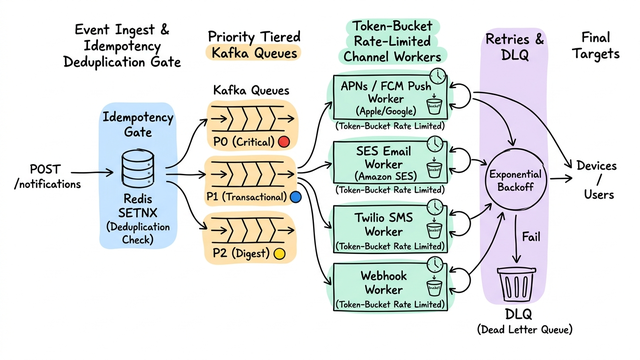 Event Ingest &
Idempotency
Deduplication Gate
Priority Tiered
Kafka Queues
Token-Bucket
Rate-Limited
Channel Workers
Retries &
DLQ
Final
Targets
POST
/notifications
Idempotency
Gate
Redis
SETNX
(Deduplication
Check)
Kafka Queues
P0 (Critical)
P1 (Transactional)
P2 (Digest)
APNs / FCM Push
Worker
(Apple/Google)
(Token-Bucket Rate Limited)
SES Email
Worker
(Amazon SES)
(Token-Bucket Rate Limited)
Twilio SMS
Worker
(Token-Bucket Rate Limited)
Webhook
Worker
(Token-Bucket Rate Limited)
Exponential
Backoff
Fail
DLQ
(Dead Letter Queue)
Devices
/
Users